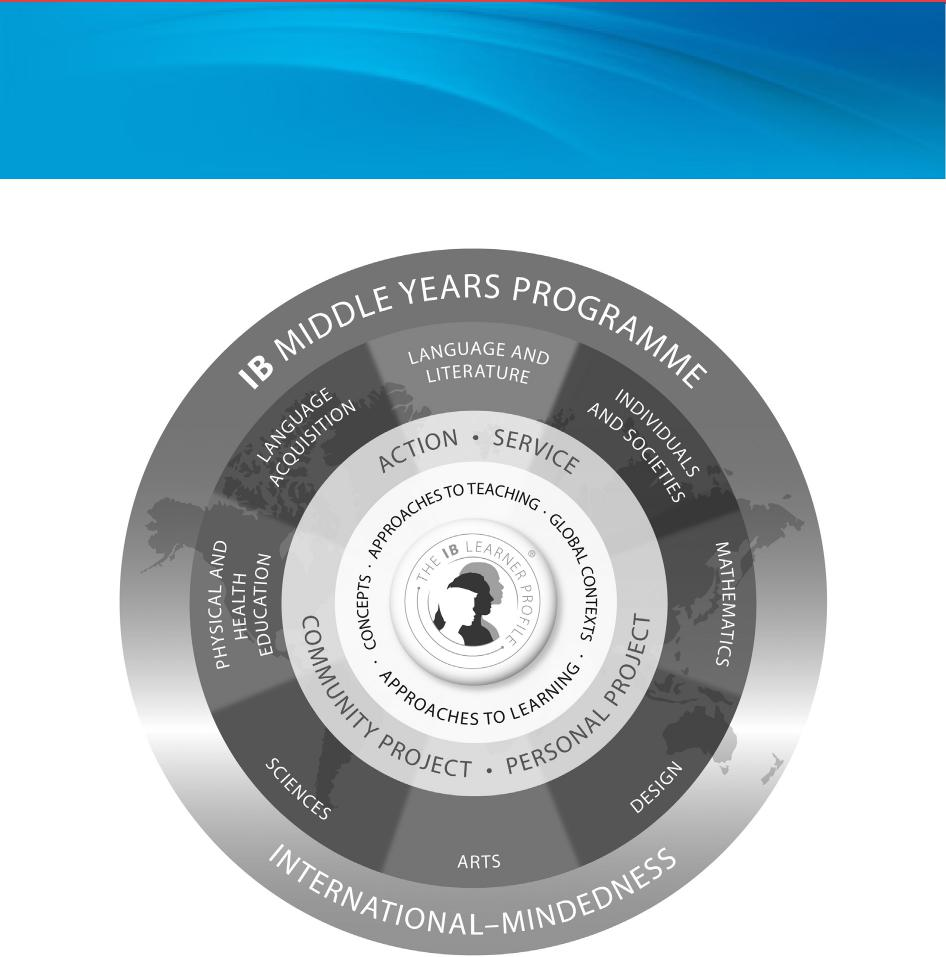 IB MIDDLE YEARS PROGRAMME
LANGUAGE AND
LITERATURE
INDIVIDUALS
AND SOCIETIES
MATHEMATICS
DESIGN
ARTS
SCIENCES
PHYSICAL AND
HEALTH
EDUCATION
LANGUAGE
ACQUISITION
ACTION • SERVICE
COMMUNITY PROJECT • PERSONAL PROJECT
APPROACHES TO TEACHING · GLOBAL CONTEXTS ·
APPROACHES TO LEARNING · CONCEPTS ·
• THE IB LEARNER PROFILE • ®
INTERNATIONAL–MINDEDNESS